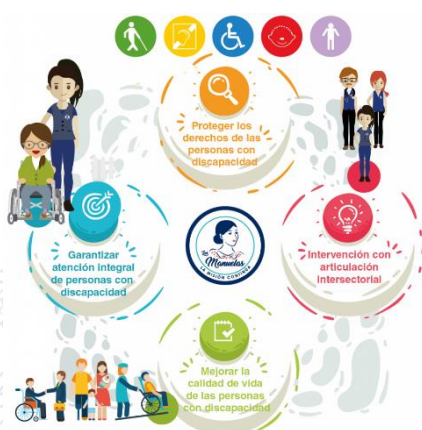 Proteger los
derechos de las
personas con
discapacidad
Garantizar
atención integral
de personas con
discapacidad
Las
Manuelas
LA MISIÓN CONTINÚA
Intervención con
articulación
intersectorial
Mejorar la
calidad de vida
de las personas
con discapacidad